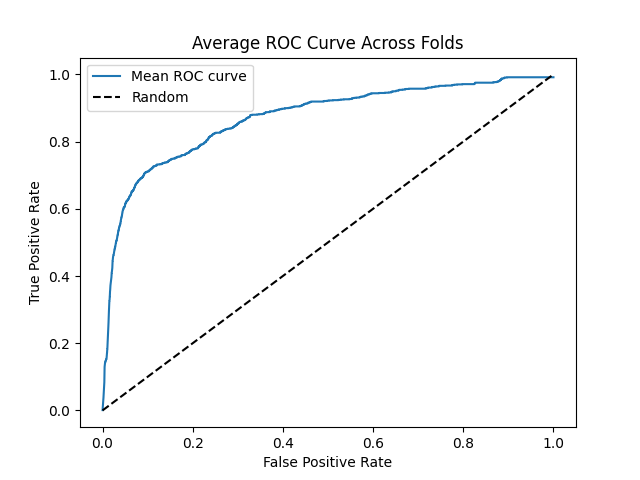 Average ROC Curve Across Folds
Mean ROC curve
Random
True Positive Rate
1.0
0.8
0.6
0.4
0.2
0.0
0.0 0.2 0.4 0.6 0.8 1.0
False Positive Rate